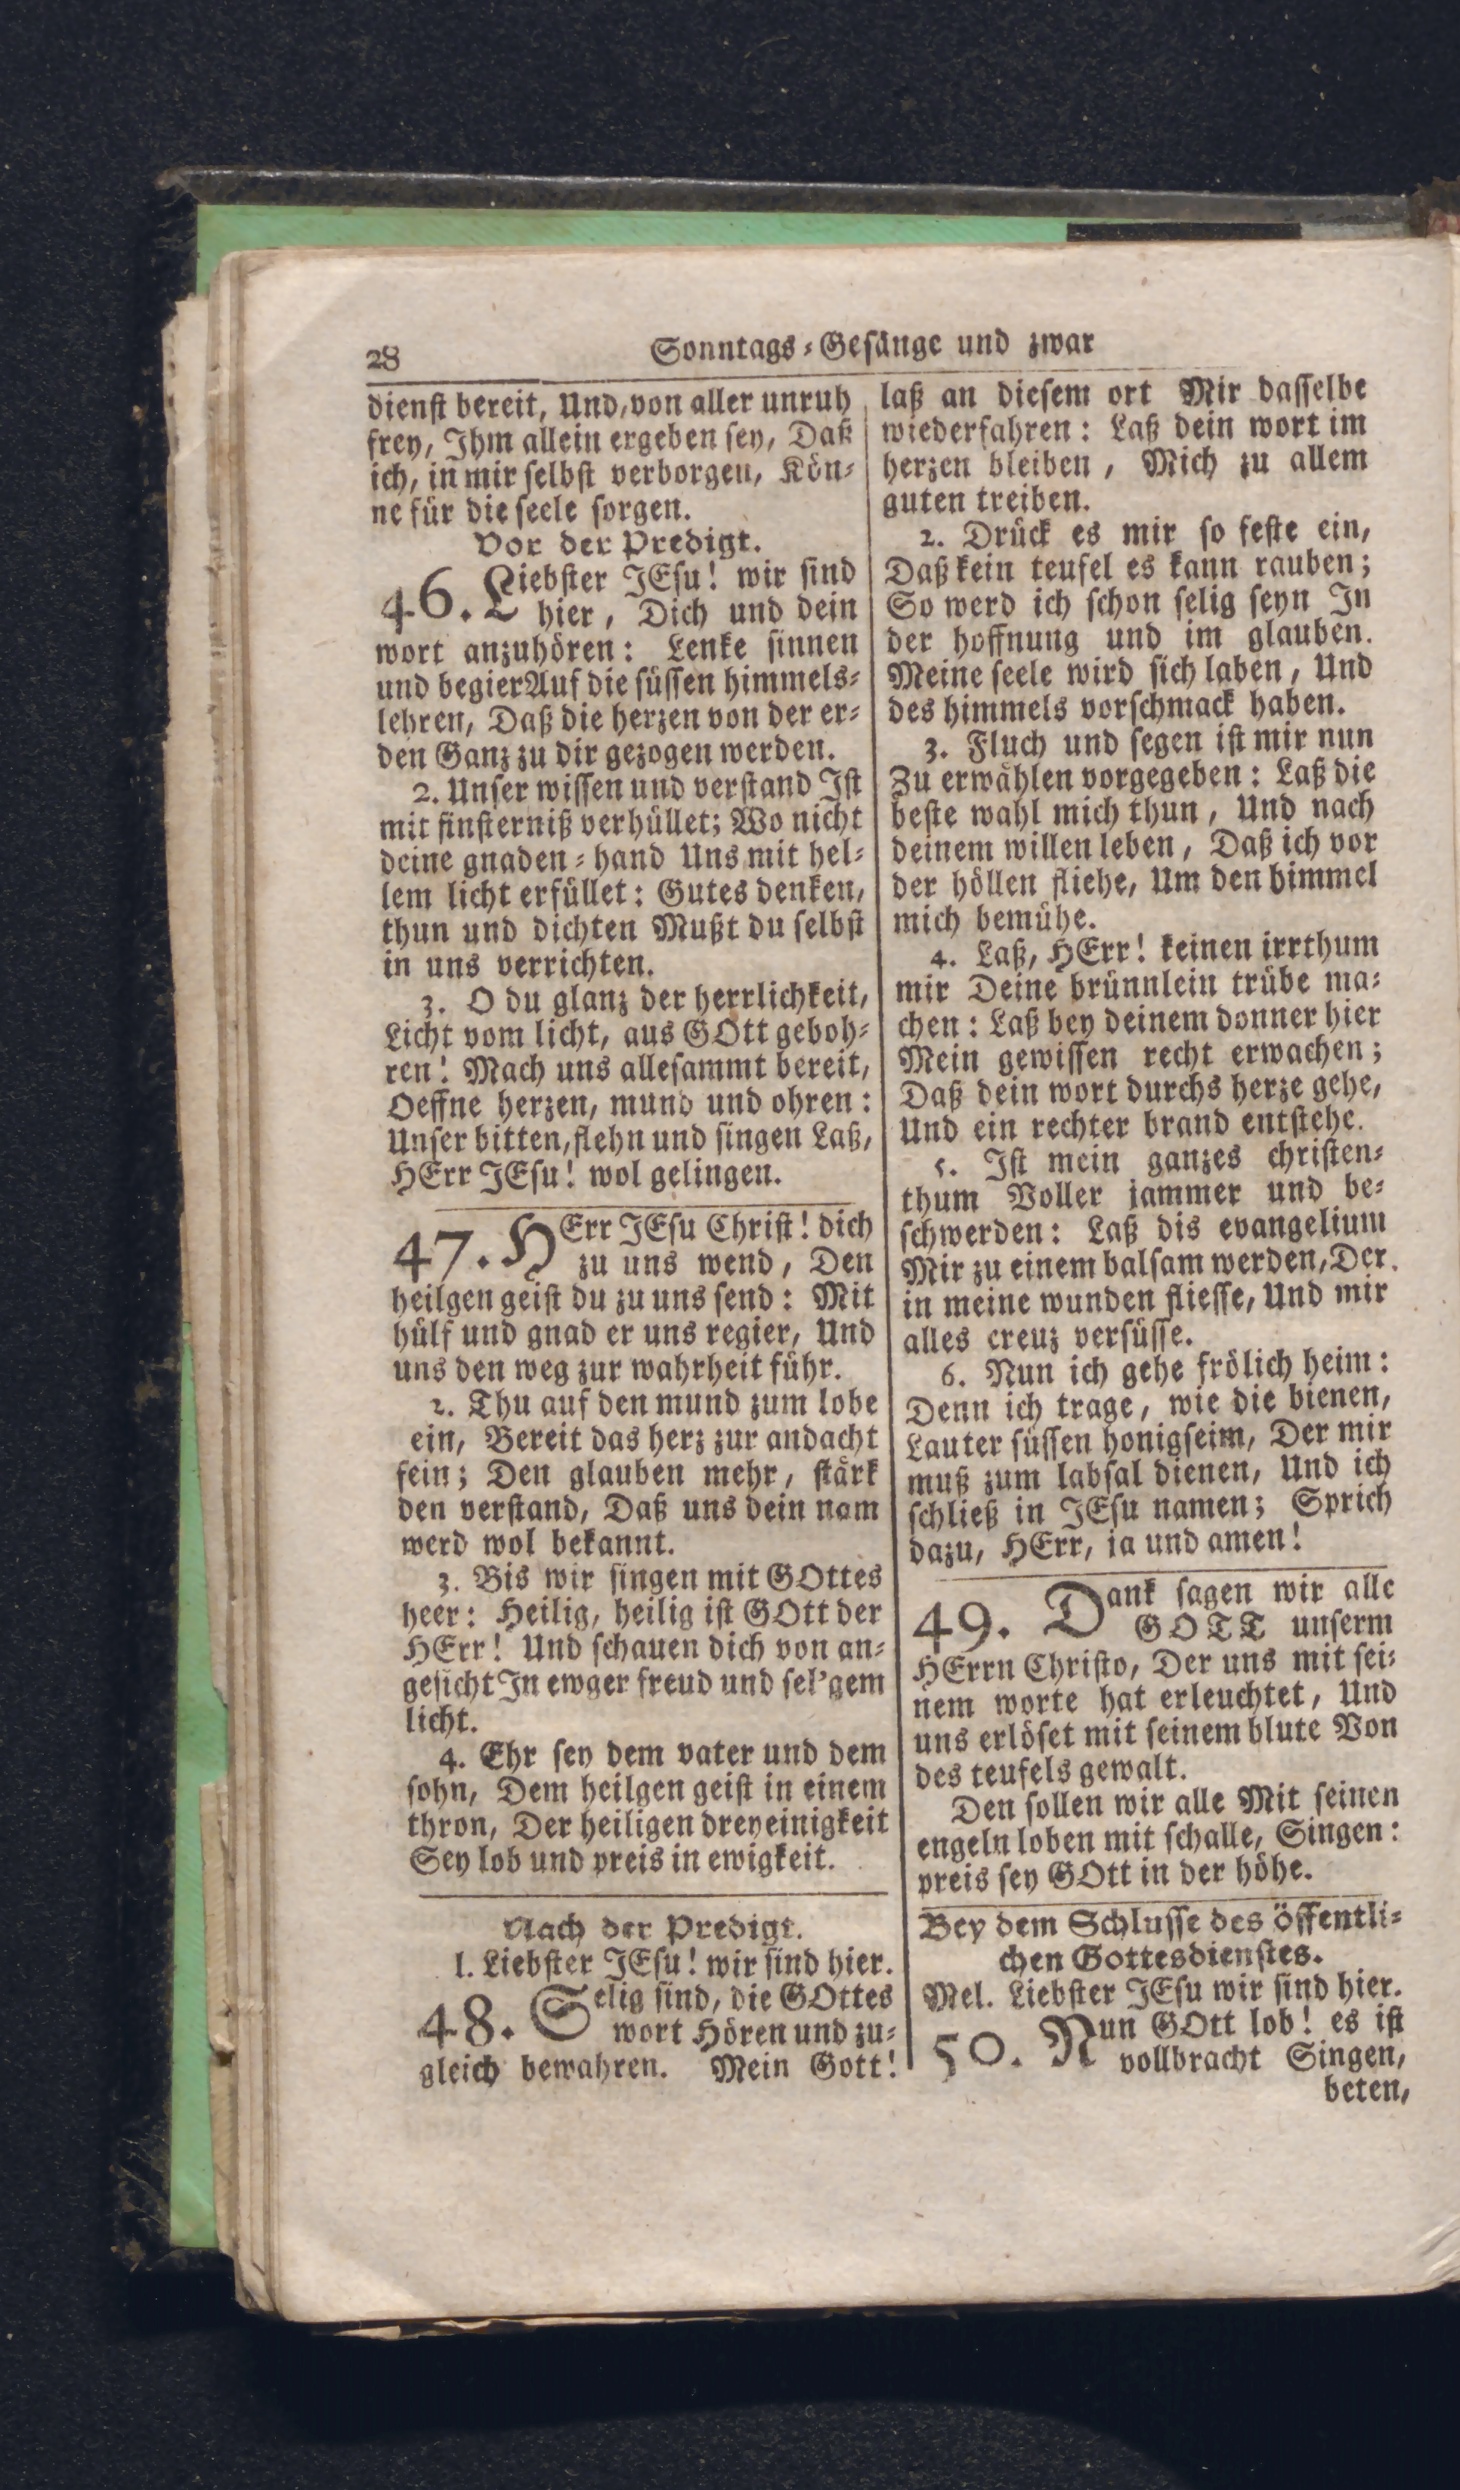 28
Sonntags-Gesänge und zwar
dienst bereit, Und, von aller unruh
frey, Ihm allein ergeben sey, Daß
ich, in mir selbst verborgen, Kön-
ne für die seele sorgen.
Vor der Predigt.
46. Liebster JEsu! wir sind
hier, Dich und dein
wort anzuhören: Lenke sinnen
und begier Auf die süssen himmels-
lehren, Daß die herzen von der er-
den Ganz zu dir gezogen werden.
2. Unser wissen und verstand Ist
mit finsterniß verhüllet; Wo nicht
deine gnaden-hand Uns mit hel-
lem licht erfüllet: Gutes denken,
thun und dichten Mußt du selbst
in uns verrichten.
3. O du glanz der herrlichkeit,
Licht vom licht, aus GOtt geboh-
ren! Mach uns allesammt bereit,
Oeffne herzen, mund und ohren:
Unser bitten, flehn und singen Laß,
HErr JEsu! wol gelingen.
47. HErr JEsu Christ! dich
zu uns wend, Den
heilgen geist du zu uns send: Mit
hülf und gnad er uns regier, Und
uns den weg zur wahrheit führ.
2. Thu auf den mund zum lobe
ein, Bereit das herz zur andacht
fein; Den glauben mehr, stärk
den verstand, Daß uns dein nam
werd wol bekannt.
3. Bis wir singen mit GOttes
heer: Heilig, heilig ist GOtt der
HErr! Und schauen dich von an-
gesicht In ewger freud und sel'gem
licht.
4. Ehr sey dem vater und dem
sohn, Dem heilgen geist in einem
thron, Der heiligen dreyeinigkeit
Sey lob und preis in ewigkeit.
Nach der Predigt.
l. Liebster JEsu! wir sind hier.
48. Selig sind, die GOttes
wort Hören und zu-
gleich bewahren. Mein Gott!
laß an diesem ort Mir dasselbe
wiederfahren: Laß dein wort im
herzen bleiben, Mich zu allem
guten treiben.
2. Drück es mir so feste ein,
Daß kein teufel es kann rauben;
So werd ich schon selig seyn In
der hoffnung und im glauben.
Meine seele wird sich laben, Und
des himmels vorschmack haben.
3. Fluch und segen ist mir nun
Zu erwählen vorgegeben: Laß die
beste wahl mich thun, Und nach
deinem willen leben, Daß ich vor
der höllen fliehe, Um den himmel
mich bemühe.
4. Laß, HErr! keinen irrthum
mir Deine brünnlein trübe ma-
chen: Laß bey deinem donner hier
Mein gewissen recht erwachen;
Daß dein wort durchs herze gehe,
Und ein rechter brand entstehe.
5. Ist mein ganzes christen-
thum Voller jammer und be-
schwerden: Laß dis evangelium
Mir zu einem balsam werden, Der
in meine wunden fliesse, Und mir
alles creuz versüsse.
6. Nun ich gehe frölich heim:
Denn ich trage, wie die bienen,
Lauter süssen honigseim, Der mir
muß zum labsal dienen, Und ich
schließ in JEsu namen; Sprich
dazu, HErr, ja und amen!
49. Dank sagen wir alle
GOTT unserm
HErrn Christo, Der uns mit sei-
nem worte hat erleuchtet, Und
uns erlöset mit seinem blute Von
des teufels gewalt.
Den sollen wir alle Mit seinen
engeln loben mit schalle, Singen:
preis sey GOtt in der höhe.
Bey dem Schlusse des öffentli-
chen Gottesdienstes.
Mel. Liebster JEsu wir sind hier.
50. Nun GOtt lob! es ist
vollbracht Singen,
beten,